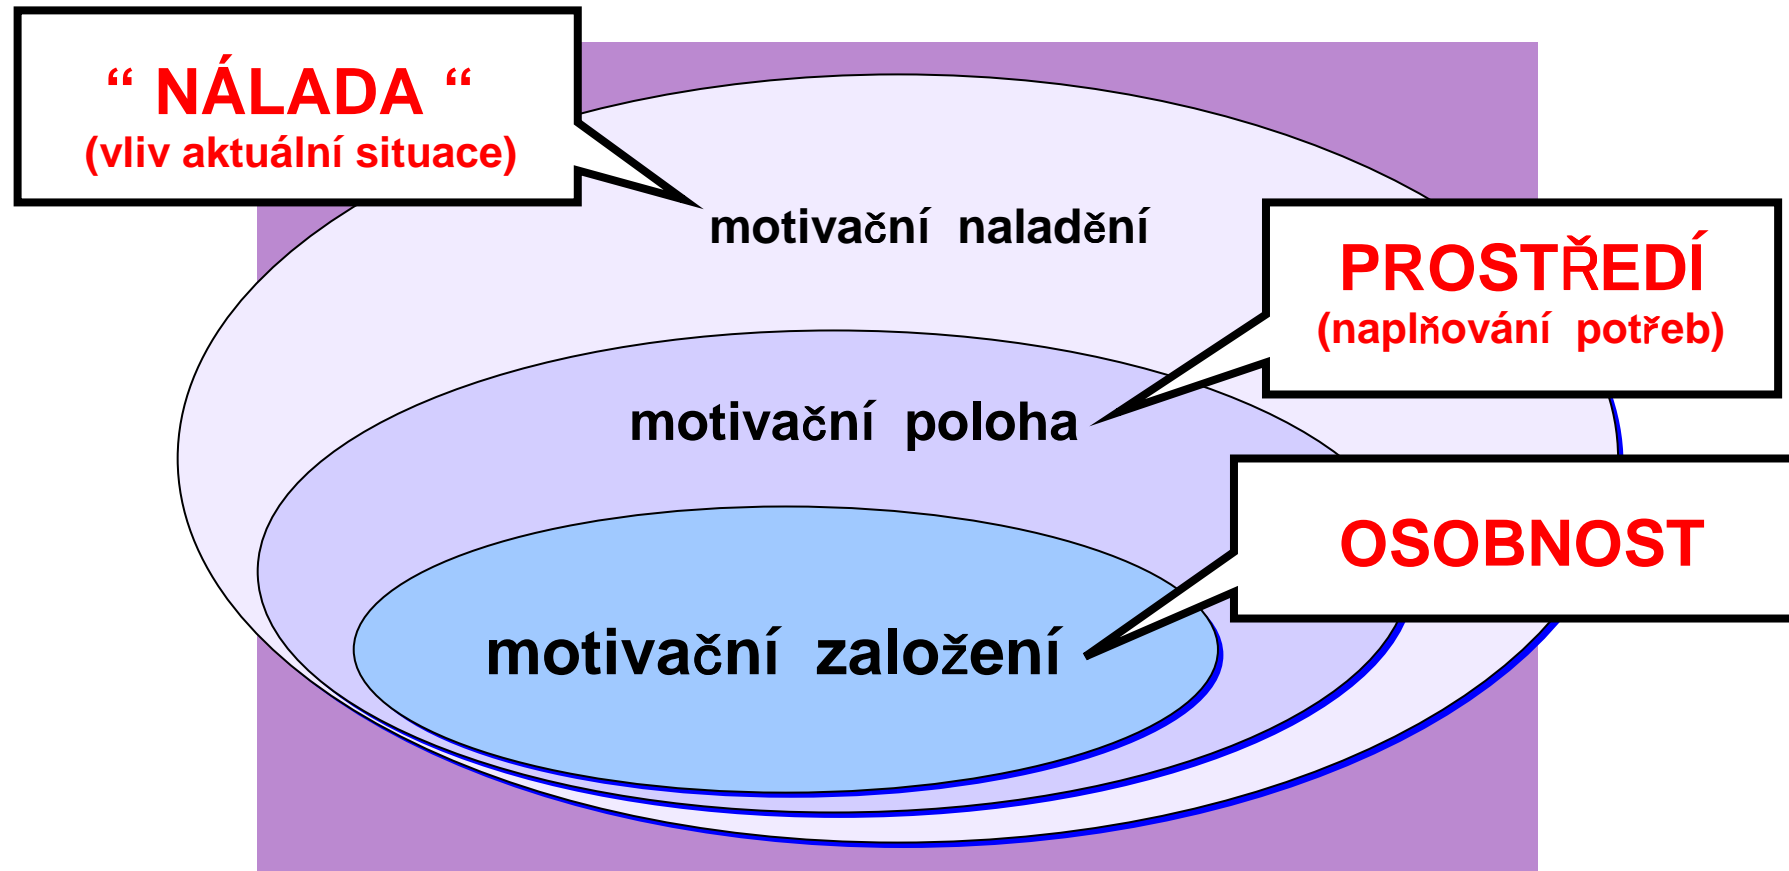 “ NÁLADA “
(vliv aktuální situace)
motivační naladění
PROSTŘEDÍ
(naplňování potřeb)
motivační poloha
OSOBNOST
motivační založení